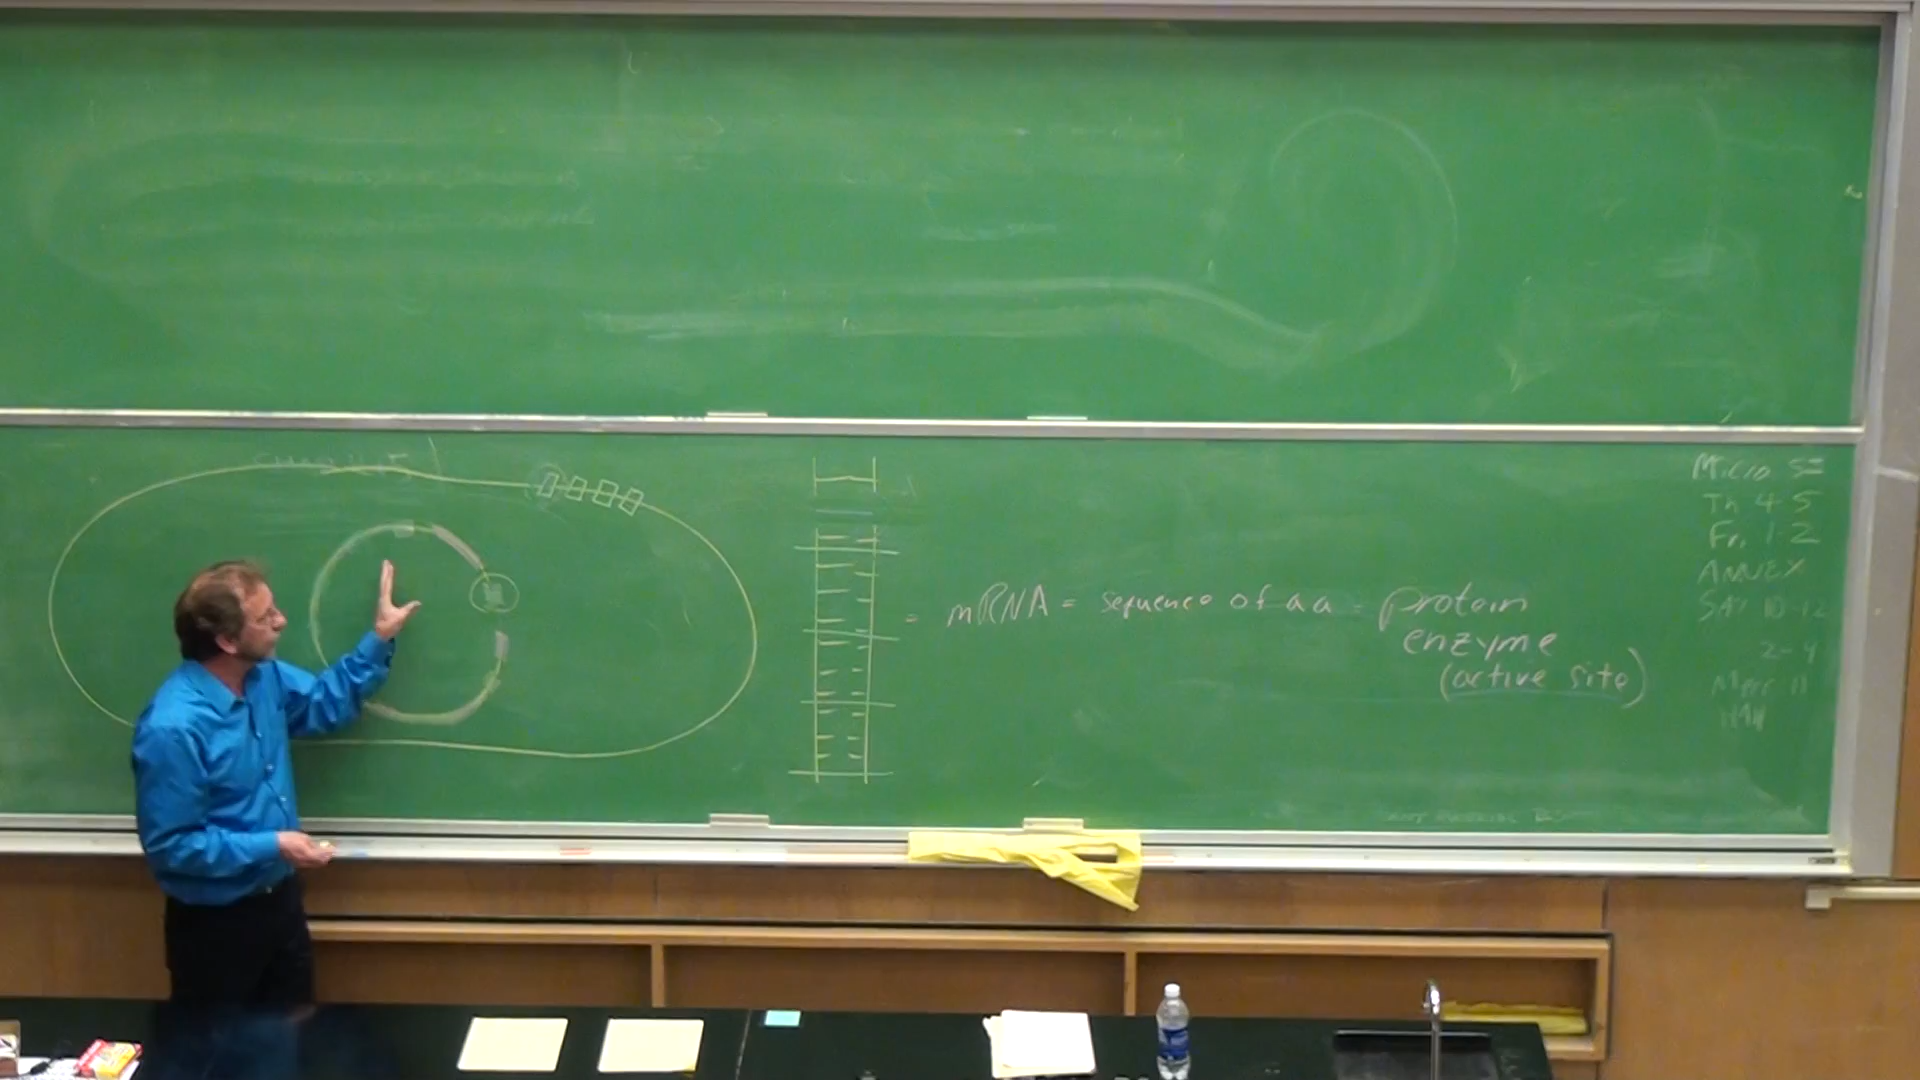 = mRNA = sequence of aa = protein
enzyme
(active site)
Micro SI
Th 4-5
Fr. 1-2
ANNEX
SAT 10-12
2-4